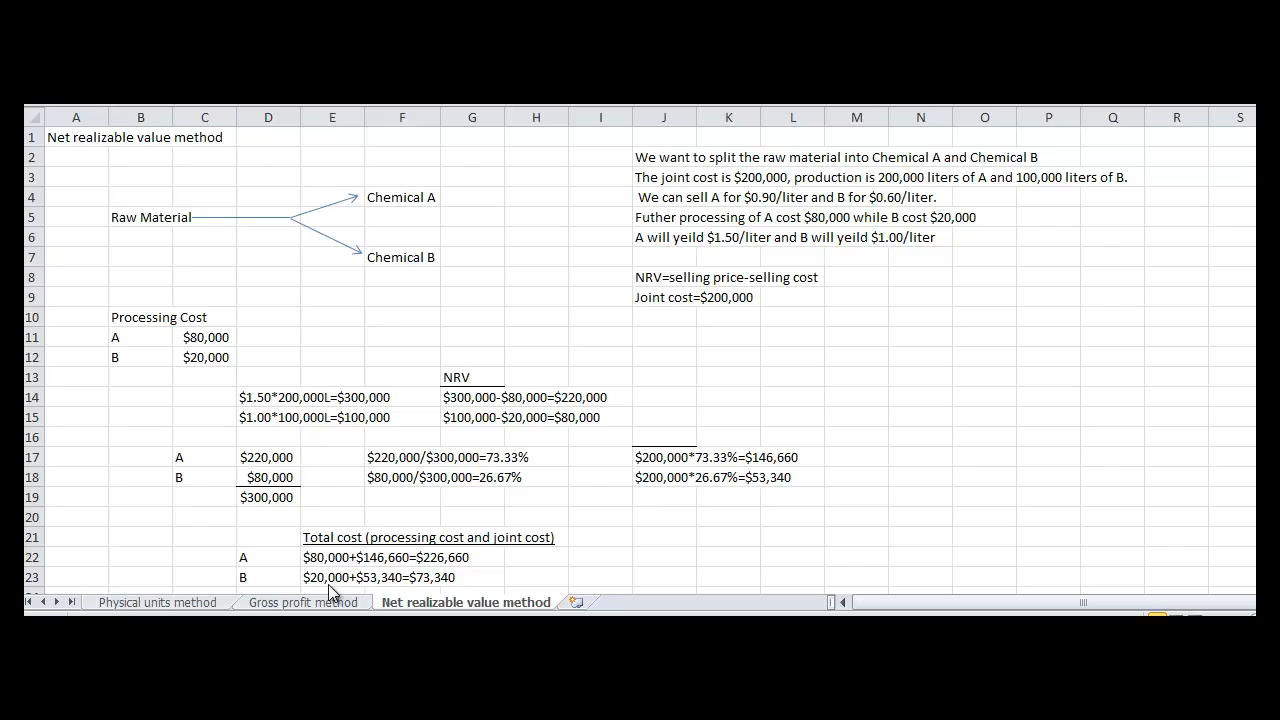 A B C D E F G H I J K L M N O P Q R S
1 Net realizable value method
2 We want to split the raw material into Chemical A and Chemical B
3 The joint cost is $200,000, production is 200,000 liters of A and 100,000 liters of B.
4 Chemical A We can sell A for $0.90/liter and B for $0.60/liter.
5 Raw Material Futher processing of A cost $80,000 while B cost $20,000
6 A will yeild $1.50/liter and B will yeild $1.00/liter
7 Chemical B
8 NRV=selling price-selling cost
9 Joint cost=$200,000
10 Processing Cost
11 A $80,000
12 B $20,000
13 NRV
14 $1.50*200,000L=$300,000 $300,000-$80,000=$220,000
15 $1.00*100,000L=$100,000 $100,000-$20,000=$80,000
16
17 A $220,000 $220,000/$300,000=73.33% $200,000*73.33%=$146,660
18 B $80,000 $80,000/$300,000=26.67% $200,000*26.67%=$53,340
19 $300,000
20
21 Total cost (processing cost and joint cost)
22 A $80,000+$146,660=$226,660
23 B $20,000+$53,340=$73,340
Physical units method Gross profit method Net realizable value method